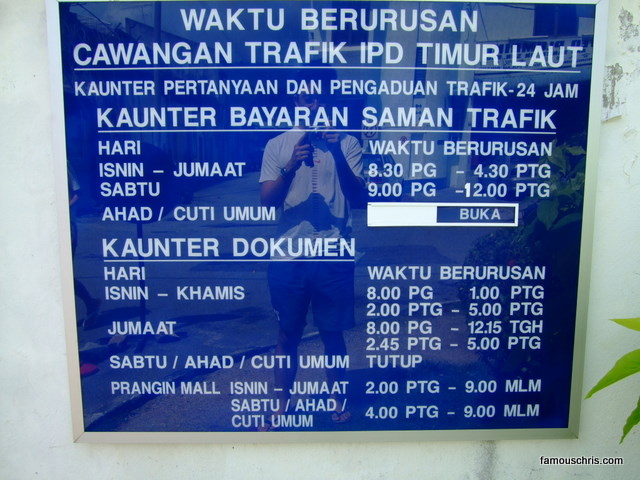 WAKTU BERURUSAN
CAWANGAN TRAFIK IPD TIMUR LAUT
KAUNTER PERTANYAAN DAN PENGADUAN TRAFIK-24 JAM
KAUNTER BAYARAN SAMAN TRAFIK
HARI WAKTU BERURUSAN
ISNIN – JUMAAT 8.30 PG - 4.30 PTG
SABTU 9.00 PG -12.00 PTG
AHAD / CUTI UMUM BUKA
KAUNTER DOKUMEN
HARI WAKTU BERURUSAN
ISNIN – KHAMIS 8.00 PG - 1.00 PTG
2.00 PTG - 5.00 PTG
JUMAAT 8.00 PG - 12.15 TGH
2.45 PTG - 5.00 PTG
SABTU / AHAD / CUTI UMUM TUTUP
PRANGIN MALL ISNIN - JUMAAT 2.00 PTG - 9.00 MLM
SABTU / AHAD / CUTI UMUM 4.00 PTG - 9.00 MLM
famouschris.com